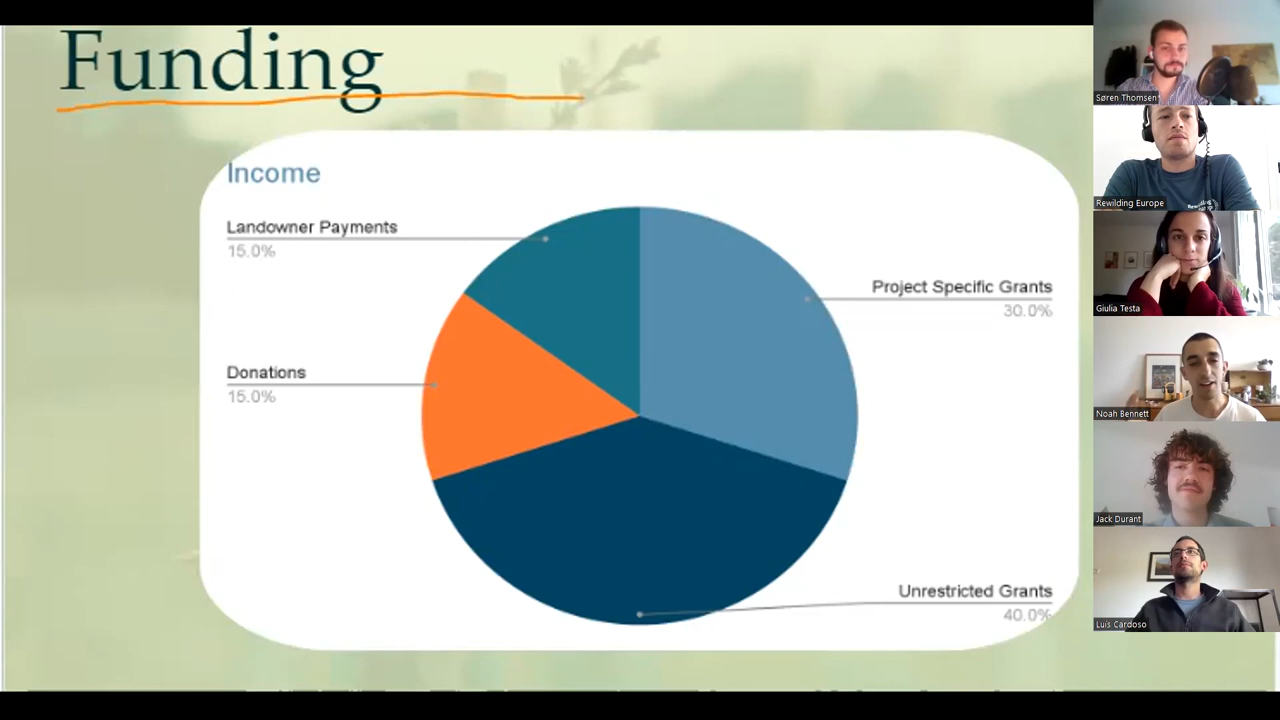 Funding
Income
Landowner Payments
15.0%
Project Specific Grants
30.0%
Donations
15.0%
Unrestricted Grants
40.0%
Søren Thomsen
Rewilding Europe
Giulia Testa
Noah Bennett
Jack Durant
Luís Cardoso